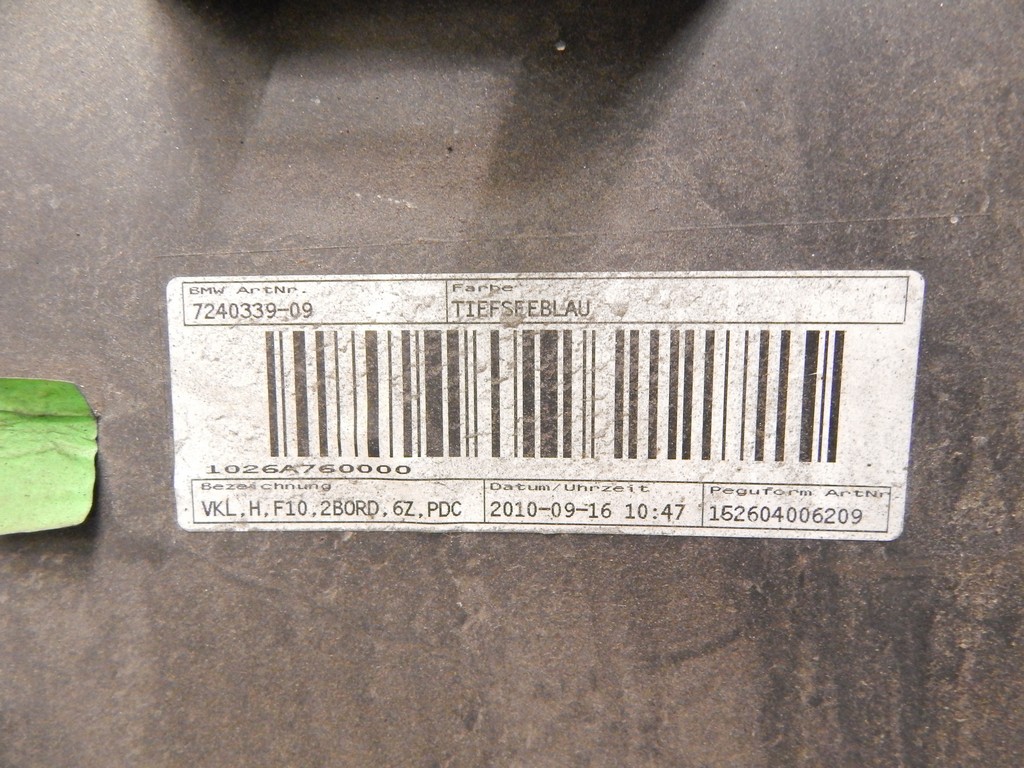 BMW ArtNr. Farbe
7240339-09 TIEFSEEBLAU
1026A760000
Bezeichnung Datum/Uhrzeit Peguform ArtNr
VKL,H,F10,2BORD,6Z,PDC 2010-09-16 10:47 152604006209